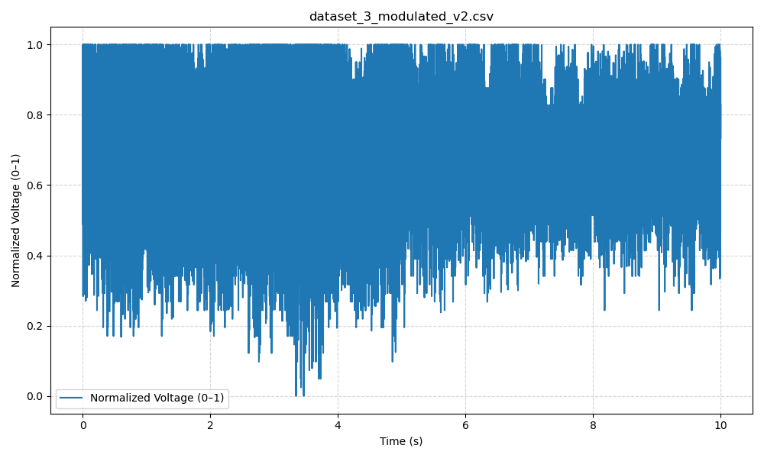 dataset_3_modulated_v2.csv
Normalized Voltage (0–1)
1.0
0.8
0.6
0.4
0.2
0.0
Normalized Voltage (0–1)
0 2 4 6 8 10
Time (s)